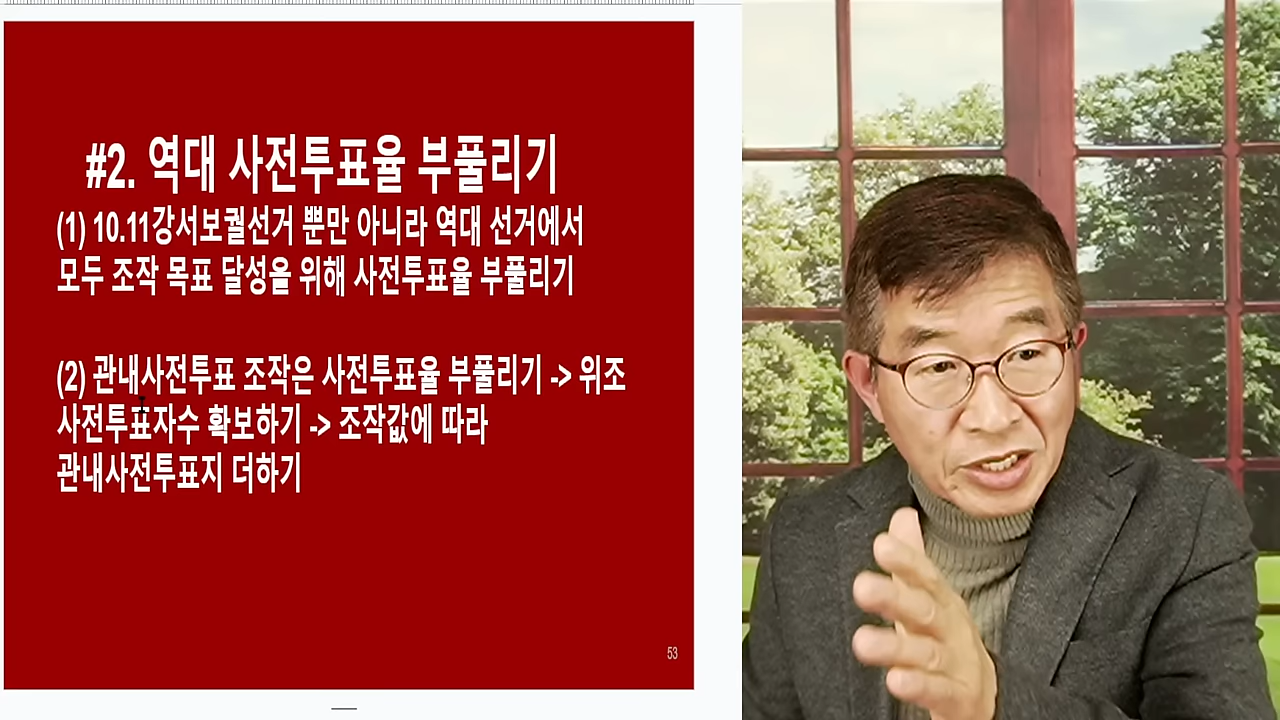 #2. 역대 사전투표율 부풀리기
(1) 10.11강서보궐선거 뿐만 아니라 역대 선거에서
모두 조작 목표 달성을 위해 사전투표율 부풀리기
(2) 관내사전투표 조작은 사전투표율 부풀리기 -> 위조
사전투표자수 확보하기 -> 조작값에 따라
관내사전투표지 더하기
53